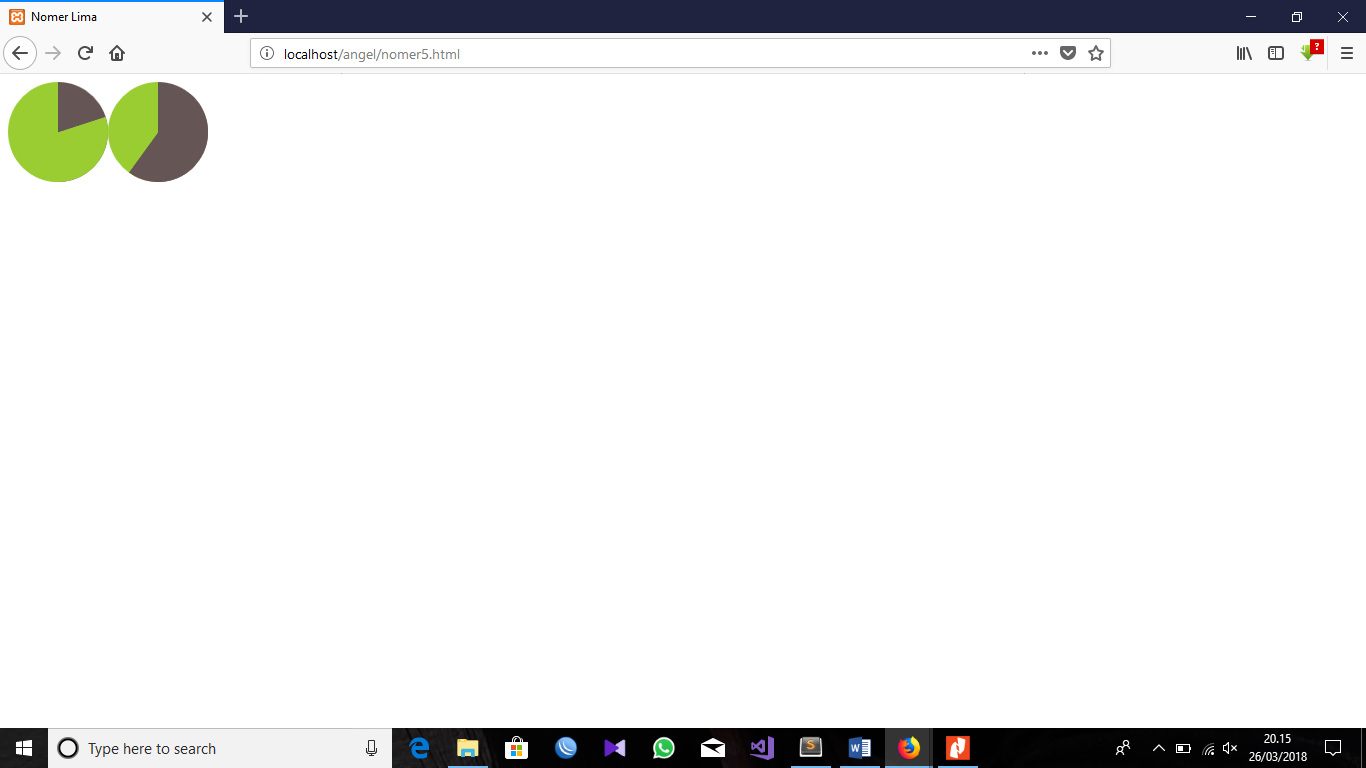 Nomer Lima
localhost/angel/nomer5.html
?
Type here to search
S
W
20.15
26/03/2018